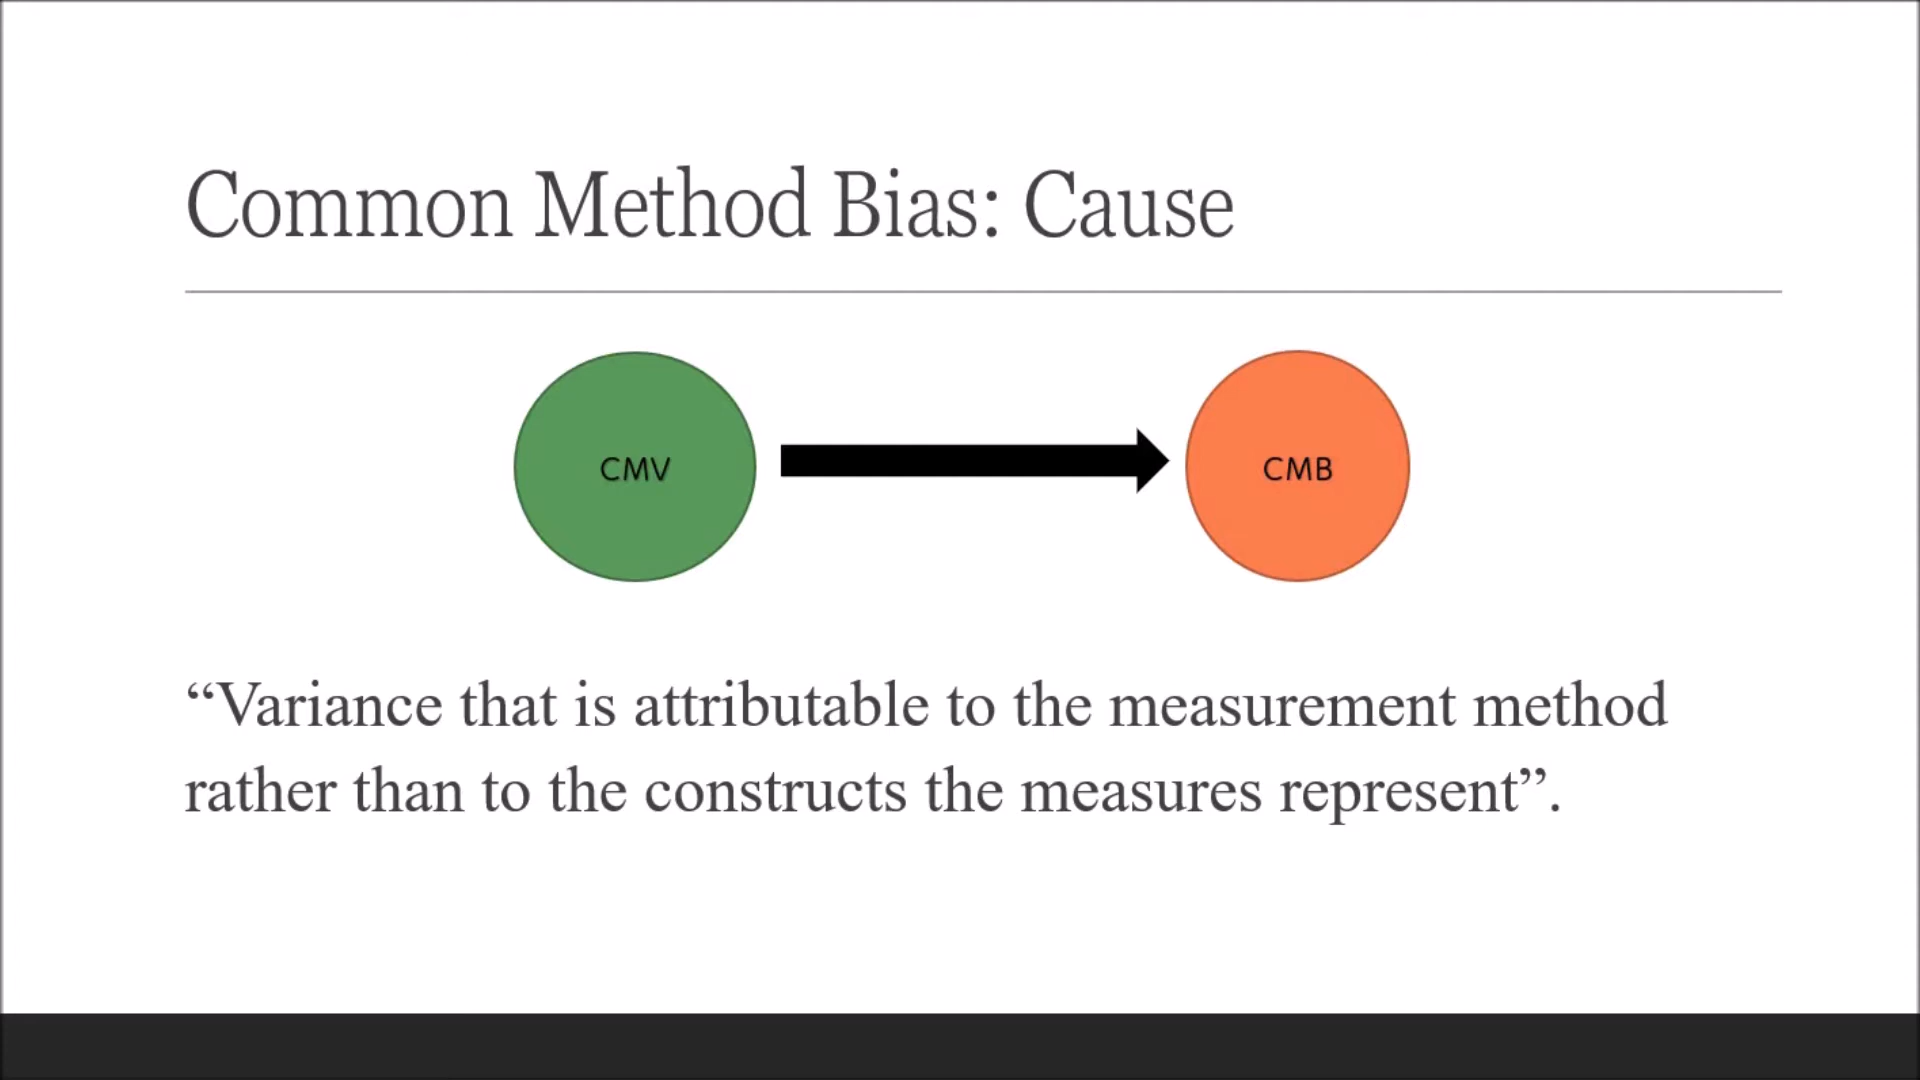 Common Method Bias: Cause
CMV
CMB
“Variance that is attributable to the measurement method
rather than to the constructs the measures represent”.